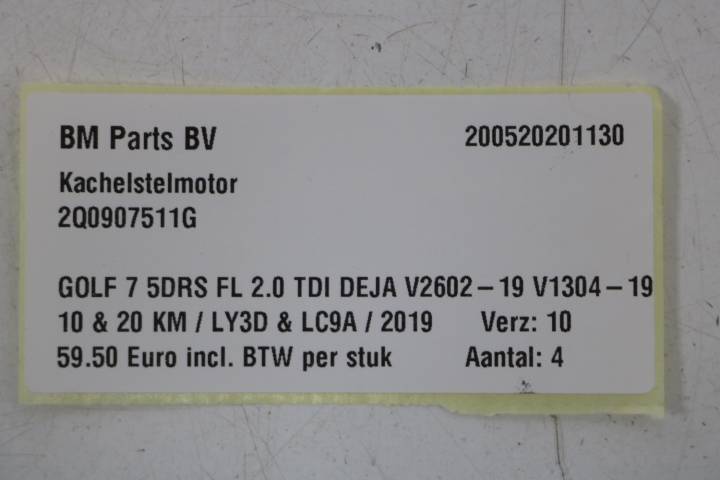 BM Parts BV 200520201130
Kachelstelmotor
2Q0907511G
GOLF 7 5DRS FL 2.0 TDI DEJA V2602-19 V1304-19
10 & 20 KM / LY3D & LC9A / 2019 Verz: 10
59.50 Euro incl. BTW per stuk Aantal: 4